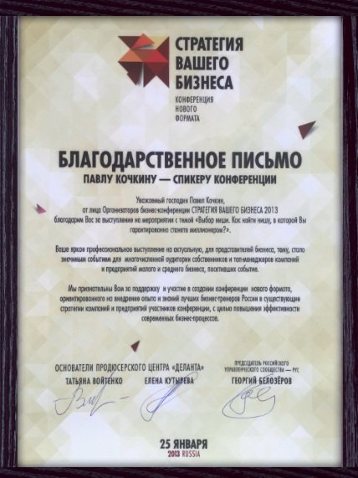 СТРАТЕГИЯ
ВАШЕГО
БИЗНЕСА
КОНФЕРЕНЦИЯ
НОВОГО
ФОРМАТА
БЛАГОДАРСТВЕННОЕ ПИСЬМО
ПАВЛУ КОЧКИНУ — СПИКЕРУ КОНФЕРЕНЦИИ
Уважаемый господин Павел Кочкин,
от лица Организаторов бизнес-конференции СТРАТЕГИЯ ВАШЕГО БИЗНЕСА 2013
благодарим Вас за выступление на мероприятии с темой «Выбор ниши. Как найти нишу, в которой Вы
гарантированно станете миллионером?».
Ваше яркое профессиональное выступление на актуальную, для представителей бизнеса, тему, стало
значимым событием для многочисленной аудитории собственников и топ-менеджеров компаний
и предприятий малого и среднего бизнеса, посетивших событие.
Мы признательны Вам за поддержку и участие в создании конференции нового формата,
ориентированного на внедрение опыта и знаний лучших бизнес-тренеров России в существующие
стратегии компаний и предприятий участников конференции, с целью повышения эффективности
современных бизнес-процессов.
ОСНОВАТЕЛИ ПРОДЮСЕРСКОГО ЦЕНТРА «ДЕЛАНТА»
ПРЕДСЕДАТЕЛЬ РОССИЙСКОГО
УПРАВЛЕНЧЕСКОГО СООБЩЕСТВА — РУС
ТАТЬЯНА ВОЙТЕНКО ЕЛЕНА КУТЫЛЕВА ГЕОРГИЙ БЕЛОЗЁРОВ
25 ЯНВАРЯ
2013 RUSSIA